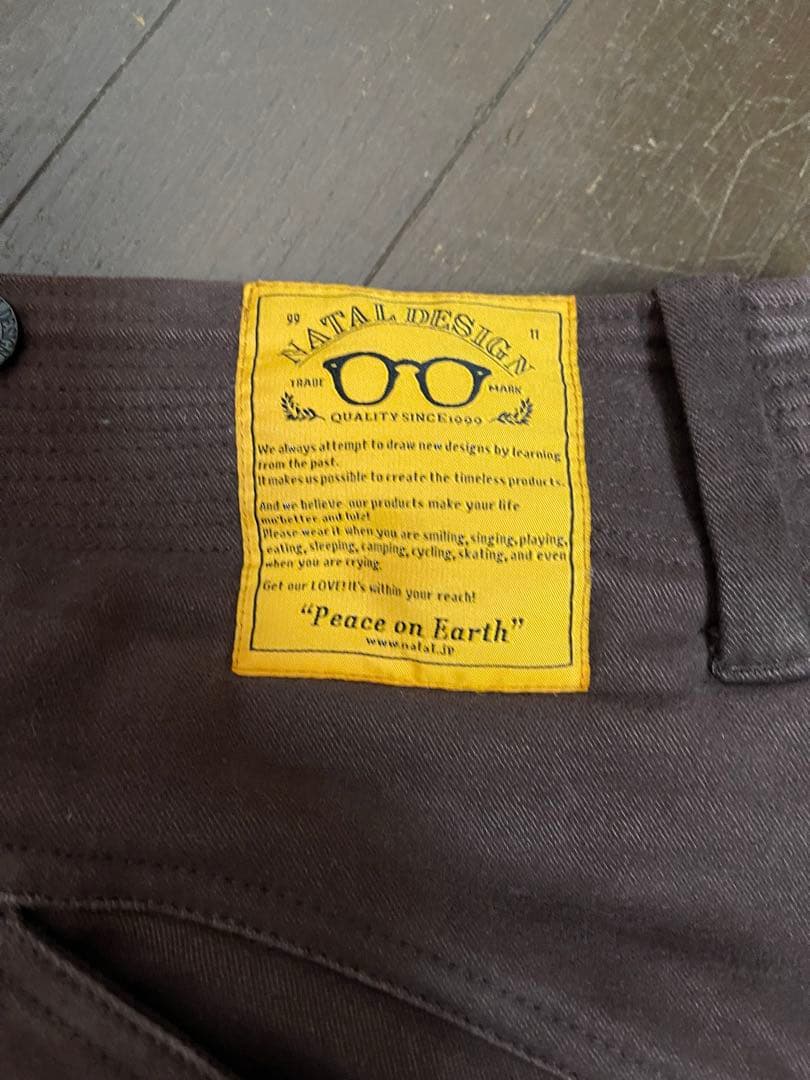 99
11
NATAL DESIGN
TRADE MARK
QUALITY SINCE1999
We always attempt to draw new designs by learning
from the past.
It makes us possible to create the timeless products.
And we believe our products make your life
mo'better and lolz!
Please wear it when you are smiling, singing, playing,
eating, sleeping, camping, cycling, skating, and even
when you are crying.
Get our LOVE! It's within your reach!
“Peace on Earth”
www.natal.jp